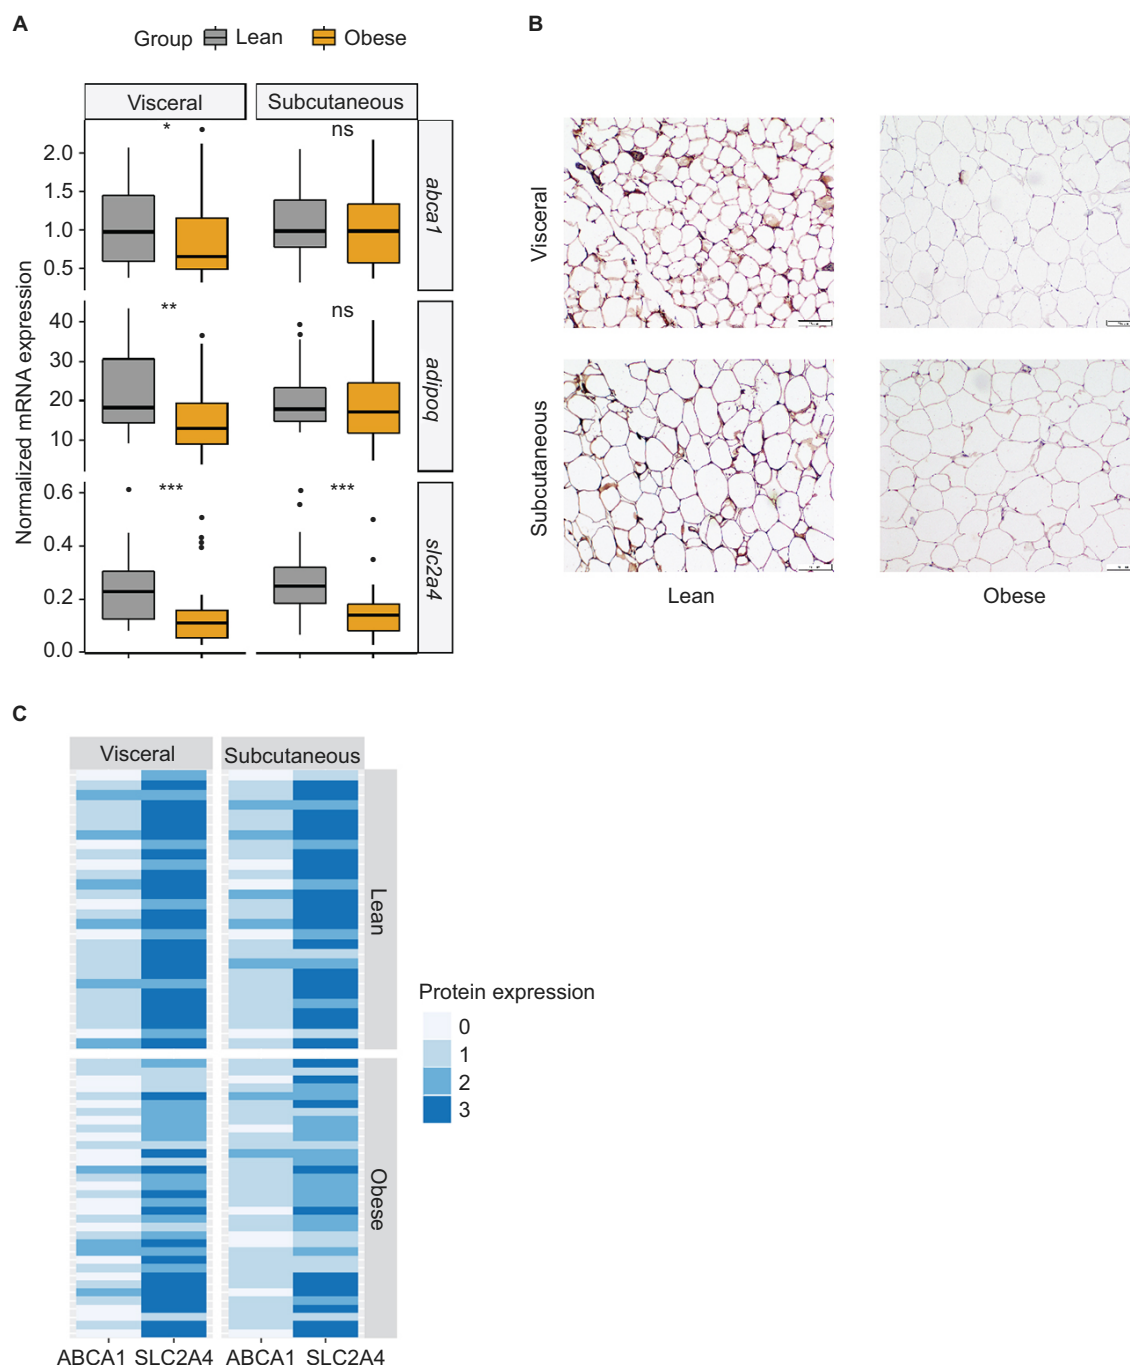 A
Group Lean Obese
Visceral Subcutaneous
Normalized mRNA expression
2.0
1.5
1.0
0.5
* ns
abca1
40
30
20
10
** ns
adipoq
0.6
0.4
0.2
0.0
*** ***
slc2a4
B
Visceral
Subcutaneous
Lean Obese
C
Visceral Subcutaneous
Lean
Obese
Protein expression
0
1
2
3
ABCA1 SLC2A4 ABCA1 SLC2A4